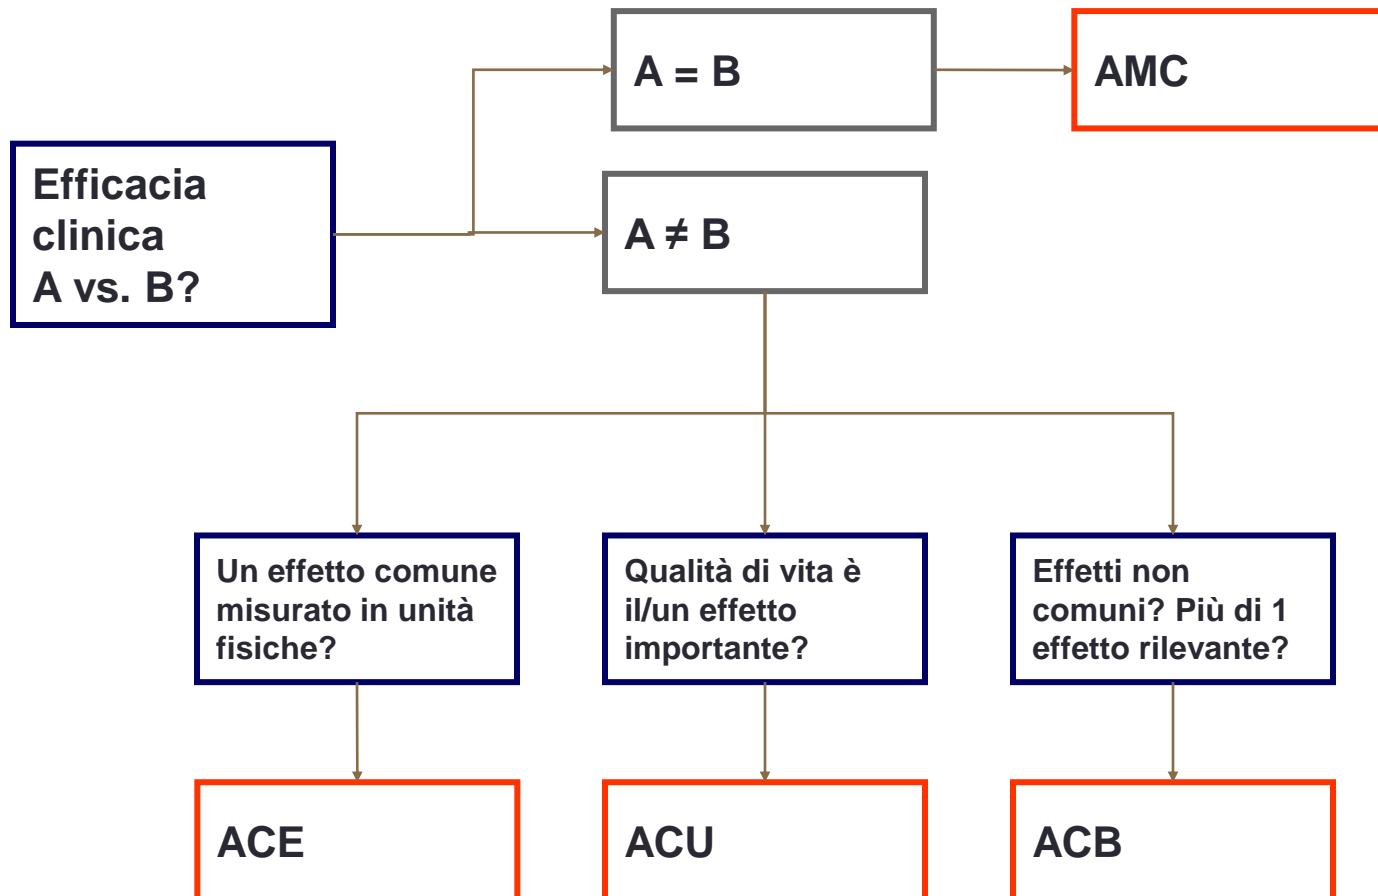 A = B
AMC
Efficacia
clinica
A vs. B?
A ≠ B
Un effetto comune
misurato in unità
fisiche?
Qualità di vita è
il/un effetto
importante?
Effetti non
comuni? Più di 1
effetto rilevante?
ACE
ACU
ACB